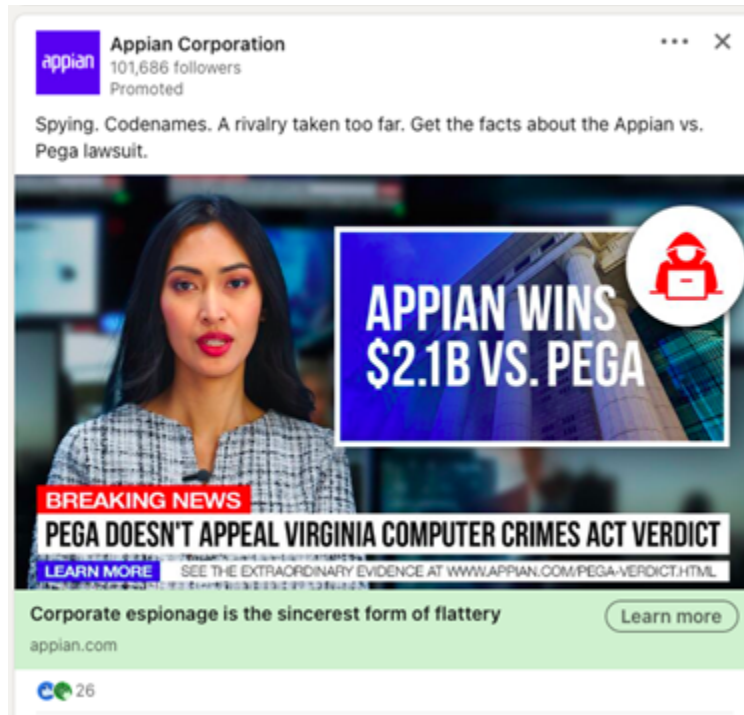 appian
Appian Corporation
101,686 followers
Promoted
Spying. Codenames. A rivalry taken too far. Get the facts about the Appian vs.
Pega lawsuit.
APPIAN WINS
$2.1B VS. PEGA
BREAKING NEWS
PEGA DOESN'T APPEAL VIRGINIA COMPUTER CRIMES ACT VERDICT
LEARN MORE
SEE THE EXTRAORDINARY EVIDENCE AT WWW.APPIAN.COM/PEGA-VERDICT.HTML
Corporate espionage is the sincerest form of flattery
Learn more
appian.com
26